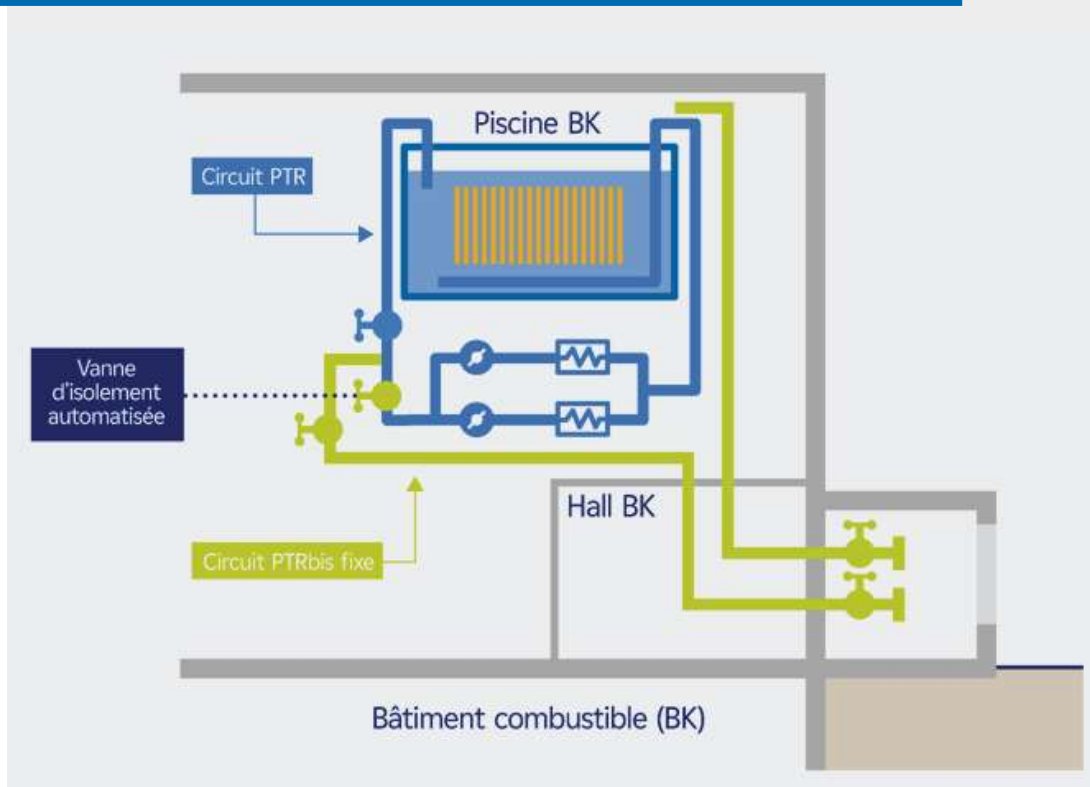 Piscine BK
Circuit PTR
Vanne
d'isolement
automatisée
Hall BK
Circuit PTRbis fixe
Bâtiment combustible (BK)